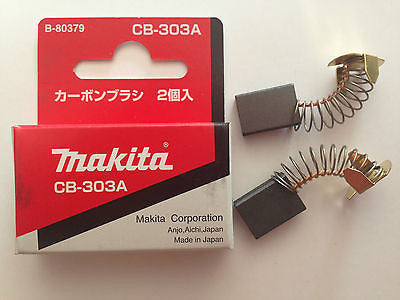 B-80379 CB-303A
カーボンブラシ 2個入
makita
CB-303A
Makita Corporation
Anjo,Aichi,Japan
Made in Japan